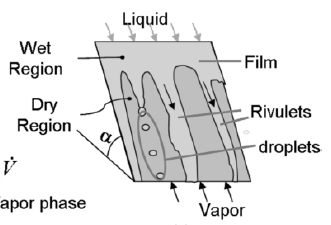 Liquid
Wet
Region
Film
Dry
Region
Rivulets
α
droplets
V̇
apor phase
Vapor